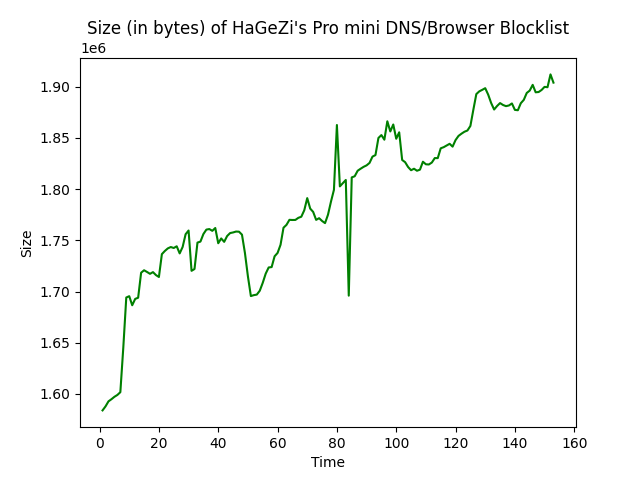 Size (in bytes) of HaGeZi's Pro mini DNS/Browser Blocklist
1e6
1.90
1.85
1.80
1.75
1.70
1.65
1.60
Size
0 20 40 60 80 100 120 140 160
Time